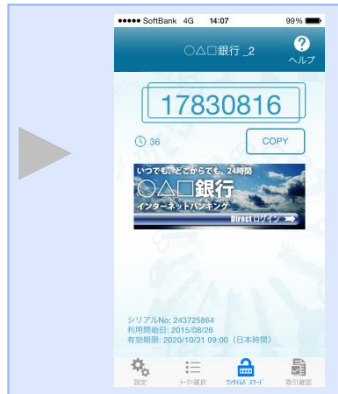 ●●●●● SoftBank 4G 14:07 99%
○△□銀行_2
?
ヘルプ
17830816
36
COPY
いつでも、どこからでも、24時間
○△□銀行
インターネットバンキング
Direct ログイン
シリアルNo: 243725864
利用開始日: 2015/08/26
有効期限: 2020/10/31 09:00（日本時間）
設定 トークン選択 ワンタイムパスワード 取引確認